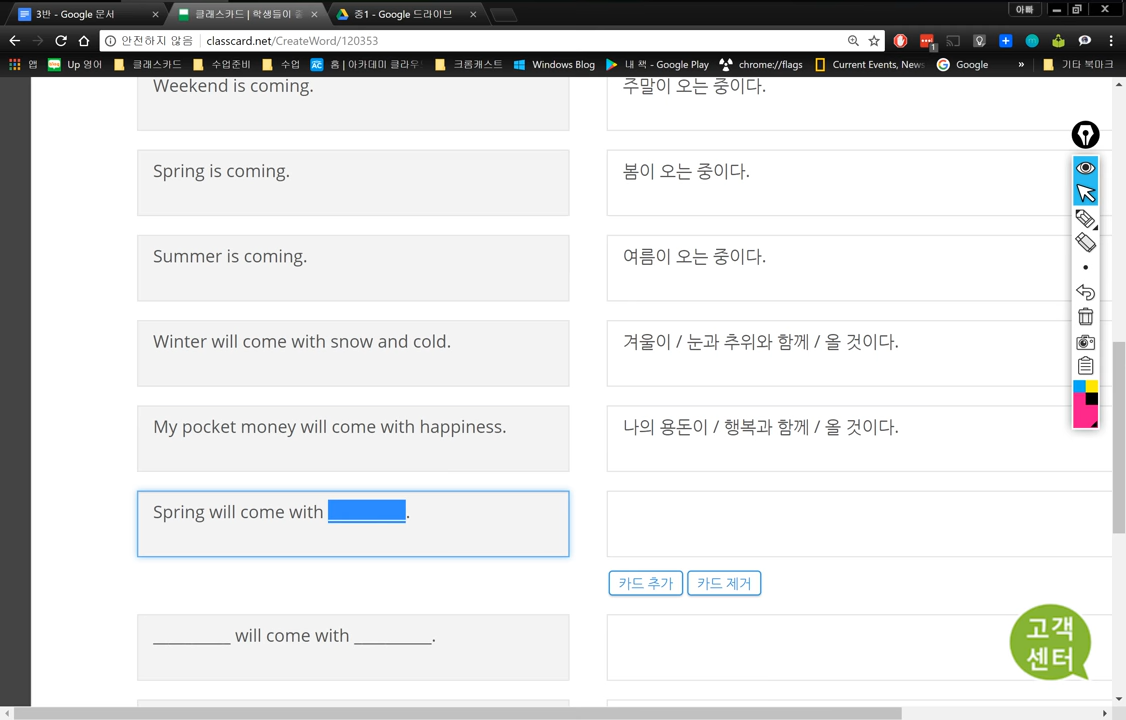 3반 - Google 문서
클래스카드 | 학생들이 좋
중1 - Google 드라이브
아빠
안전하지 않음 classcard.net/CreateWord/120353
1
앱 Up 영어 클래스카드 수업준비 수업 홈 | 아카데미 클라우 크롬캐스트 Windows Blog 내 책 - Google Play chrome://flags Current Events, News Google » 기타 북마크
Weekend is coming. 주말이 오는 중이다.
Spring is coming. 봄이 오는 중이다.
Summer is coming. 여름이 오는 중이다.
Winter will come with snow and cold. 겨울이 / 눈과 추위와 함께 / 올 것이다.
My pocket money will come with happiness. 나의 용돈이 / 행복과 함께 / 올 것이다.
Spring will come with ________.
카드 추가 카드 제거
________ will come with ________.
고객
센터